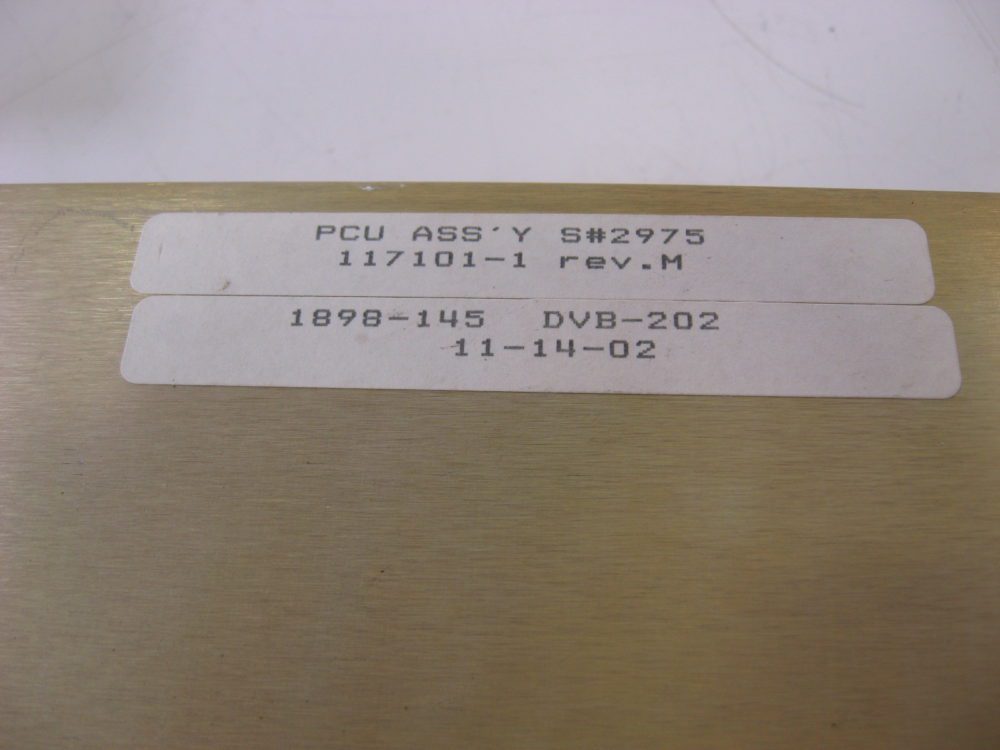 PCU ASS'Y S#2975
117101-1 rev.M
1898-145 DVB-202
11-14-02